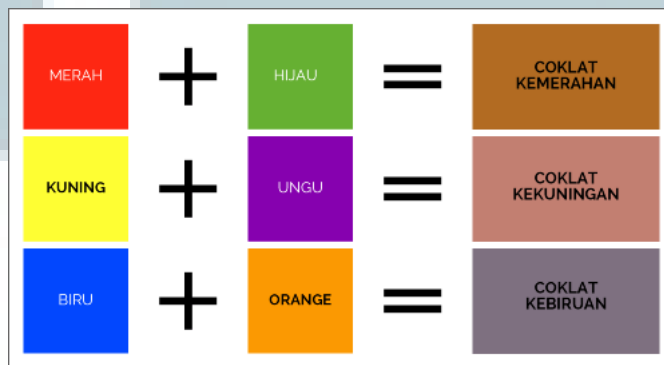 MERAH + HIJAU = COKLAT
KEMERAHAN
KUNING + UNGU = COKLAT
KEKUNINGAN
BIRU + ORANGE = COKLAT
KEBIRUAN